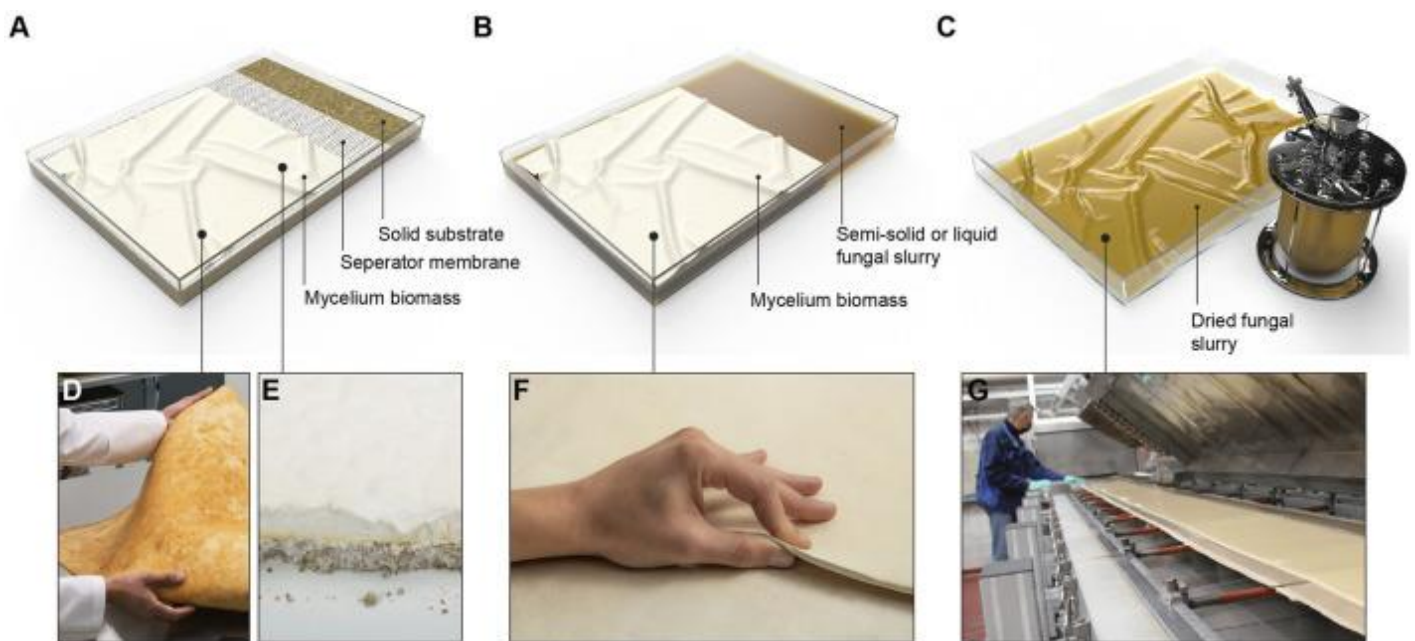 A
B
C
Solid substrate
Seperator membrane
Mycelium biomass
Semi-solid or liquid
fungal slurry
Mycelium biomass
Dried fungal
slurry
D
E
F
G